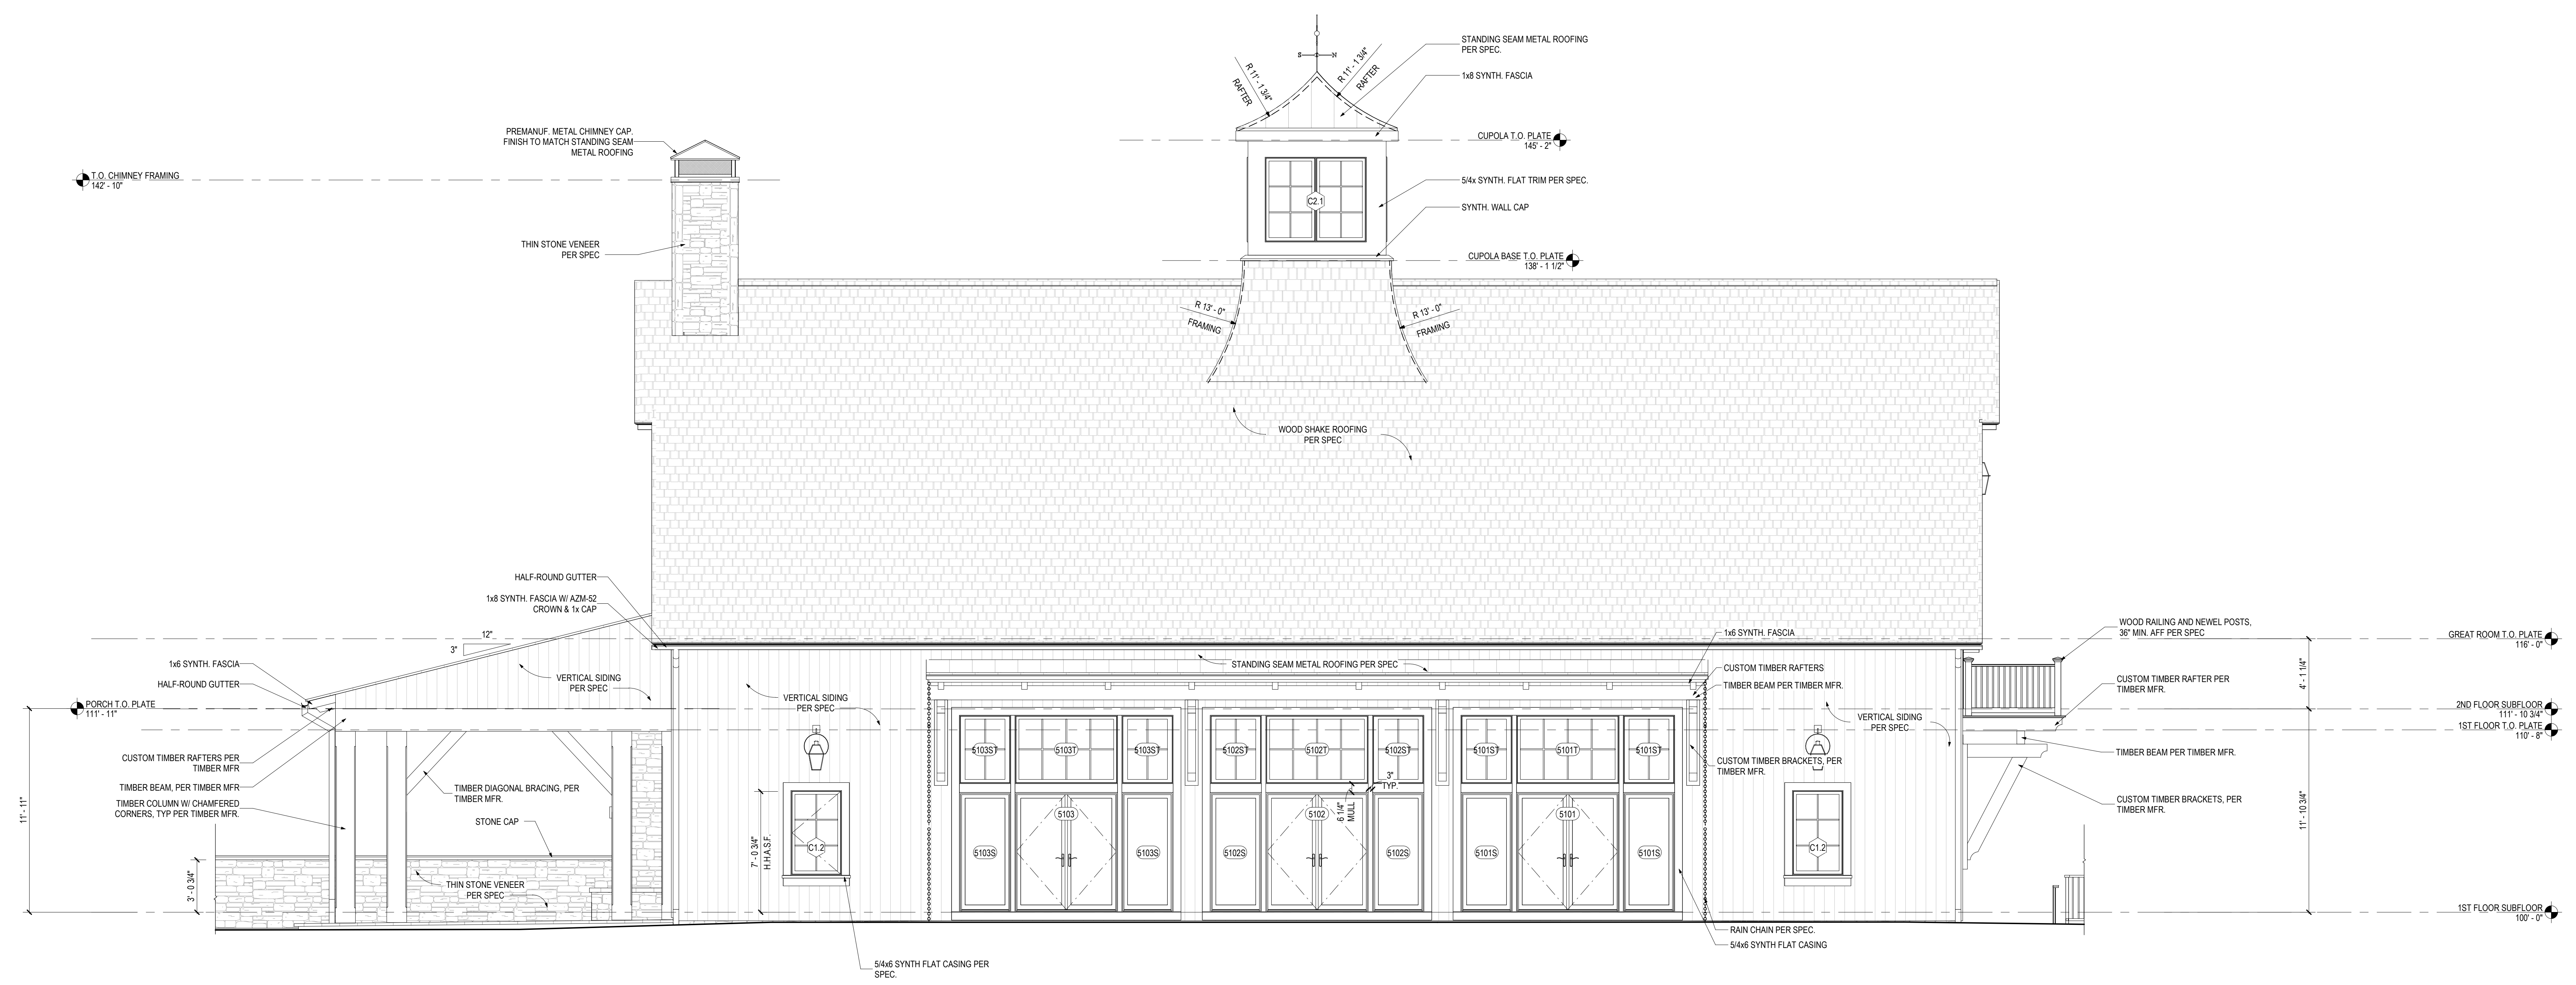 STANDING SEAM METAL ROOFING
PER SPEC.
1x8 SYNTH. FASCIA
S
N
R 11' - 1 3/4"
RAFTER
R 11' - 1 3/4"
RAFTER
PREMANUF. METAL CHIMNEY CAP.
FINISH TO MATCH STANDING SEAM
METAL ROOFING
CUPOLA T.O. PLATE
145' - 2"
T.O. CHIMNEY FRAMING
142' - 10"
5/4x SYNTH. FLAT TRIM PER SPEC.
C2.1
SYNTH. WALL CAP
THIN STONE VENEER
PER SPEC
CUPOLA BASE T.O. PLATE
138' - 1 1/2"
R 13' - 0"
FRAMING
R 13' - 0"
FRAMING
WOOD SHAKE ROOFING
PER SPEC
HALF-ROUND GUTTER
1x8 SYNTH. FASCIA W/ AZM-52
CROWN & 1x CAP
12"
3"
1x6 SYNTH. FASCIA
HALF-ROUND GUTTER
VERTICAL SIDING
PER SPEC
PORCH T.O. PLATE
111' - 11"
CUSTOM TIMBER RAFTERS PER
TIMBER MFR
TIMBER BEAM, PER TIMBER MFR
TIMBER COLUMN W/ CHAMFERED
CORNERS, TYP PER TIMBER MFR.
11' - 11"
3' - 0 3/4"
TIMBER DIAGONAL BRACING, PER
TIMBER MFR.
STONE CAP
THIN STONE VENEER
PER SPEC
VERTICAL SIDING
PER SPEC
STANDING SEAM METAL ROOFING PER SPEC
1x6 SYNTH. FASCIA
CUSTOM TIMBER RAFTERS
TIMBER BEAM PER TIMBER MFR.
VERTICAL SIDING
PER SPEC
CUSTOM TIMBER BRACKETS, PER
TIMBER MFR.
5103ST
5103T
5103ST
5102ST
5102T
5102ST
5101ST
5101T
5101ST
3"
TYP.
6 1/4"
MULL
5103
5102
5101
5103S
5103S
5102S
5102S
5101S
5101S
7' - 0 3/4"
H.H.A.S.F.
C1.2
C1.2
5/4x6 SYNTH FLAT CASING PER
SPEC.
RAIN CHAIN PER SPEC.
5/4x6 SYNTH FLAT CASING
WOOD RAILING AND NEWEL POSTS,
36" MIN. AFF PER SPEC
CUSTOM TIMBER RAFTER PER
TIMBER MFR.
TIMBER BEAM PER TIMBER MFR.
CUSTOM TIMBER BRACKETS, PER
TIMBER MFR.
4' - 1 1/4"
11' - 10 3/4"
GREAT ROOM T.O. PLATE
116' - 0"
2ND FLOOR SUBFLOOR
111' - 10 3/4"
1ST FLOOR T.O. PLATE
110' - 8"
1ST FLOOR SUBFLOOR
100' - 0"